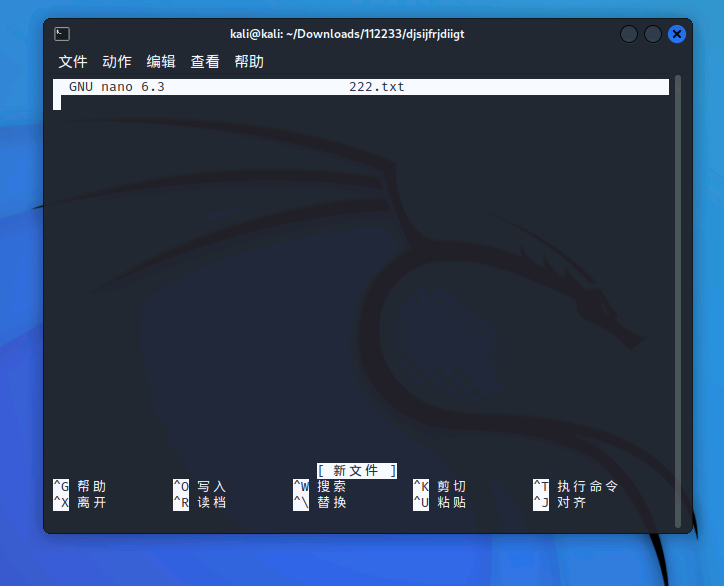 kali@kali: ~/Downloads/112233/djsijfrjdiigt
文件 动作 编辑 查看 帮助
GNU nano 6.3 222.txt
[ 新文件 ]
^G 帮助 ^O 写入 ^W 搜索 ^K 剪切 ^T 执行命令
^X 离开 ^R 读档 ^\ 替换 ^U 粘贴 ^J 对齐